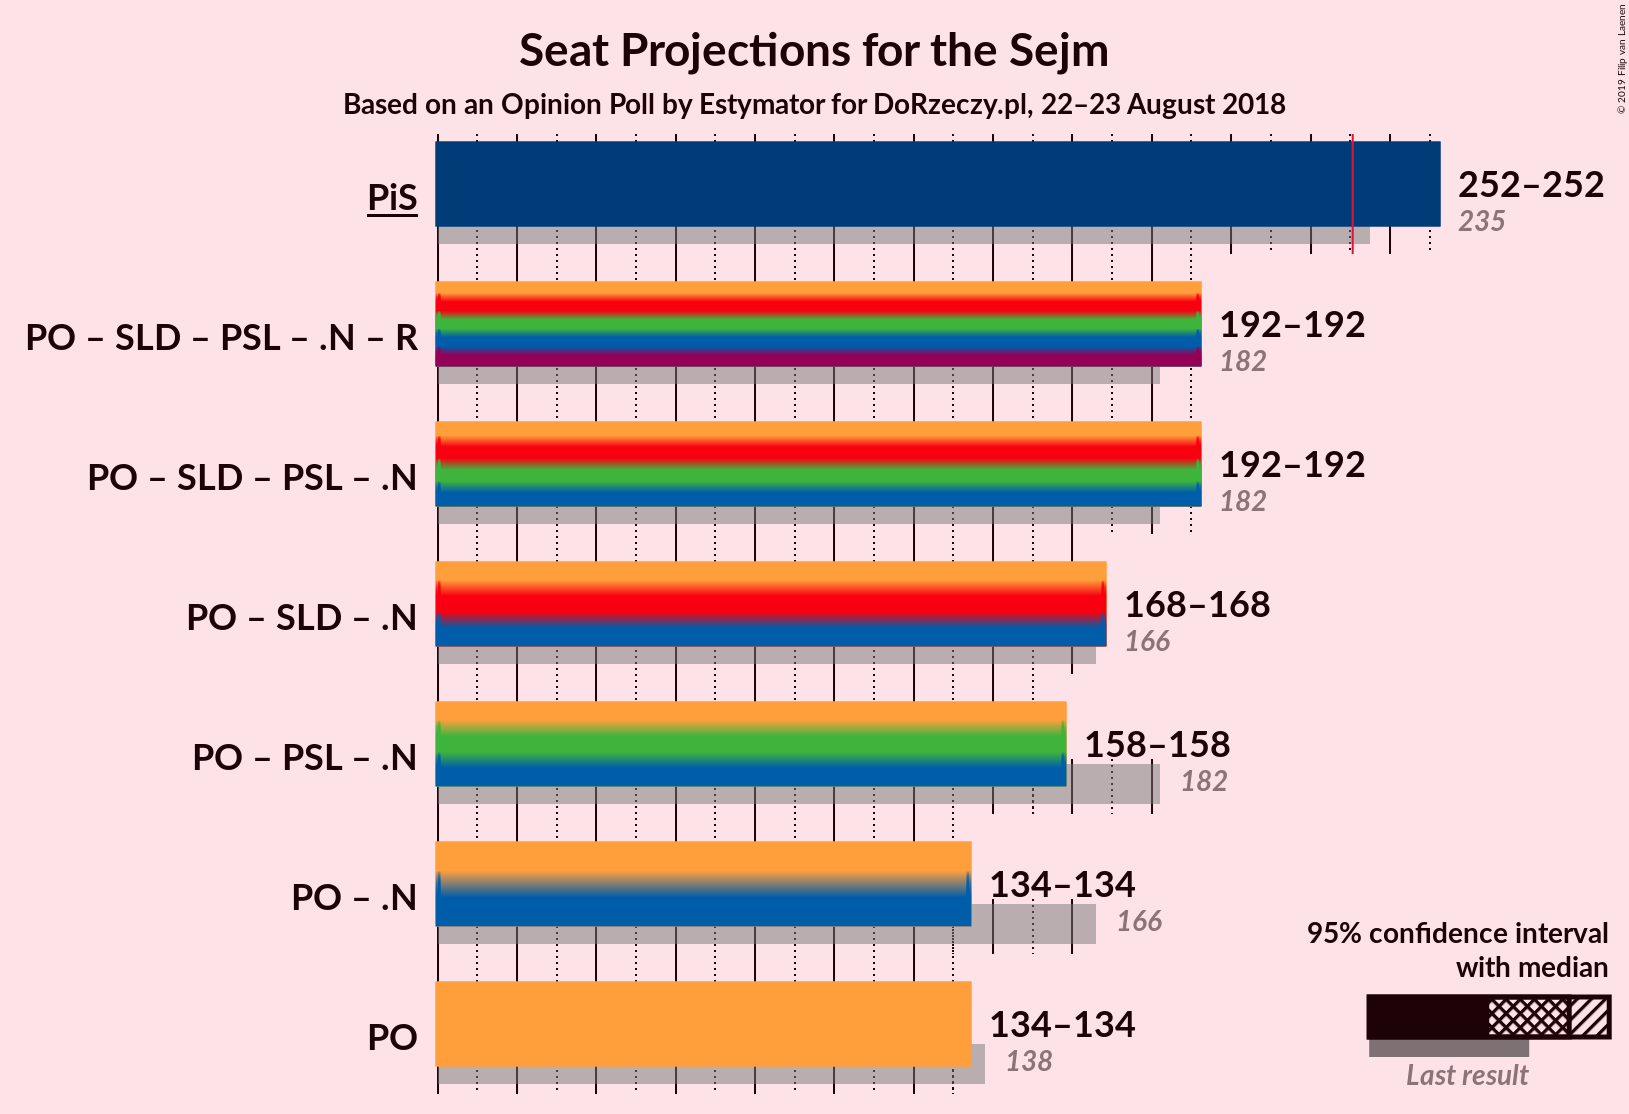 Seat Projections for the Sejm
Based on an Opinion Poll by Estymator for DoRzeczy.pl, 22–23 August 2018
© 2019 Filip van Laenen
PiS
252–252
235
PO – SLD – PSL – .N – R
192–192
182
PO – SLD – PSL – .N
192–192
182
PO – SLD – .N
168–168
166
PO – PSL – .N
158–158
182
PO – .N
134–134
166
PO
134–134
138
95% confidence interval
with median
Last result